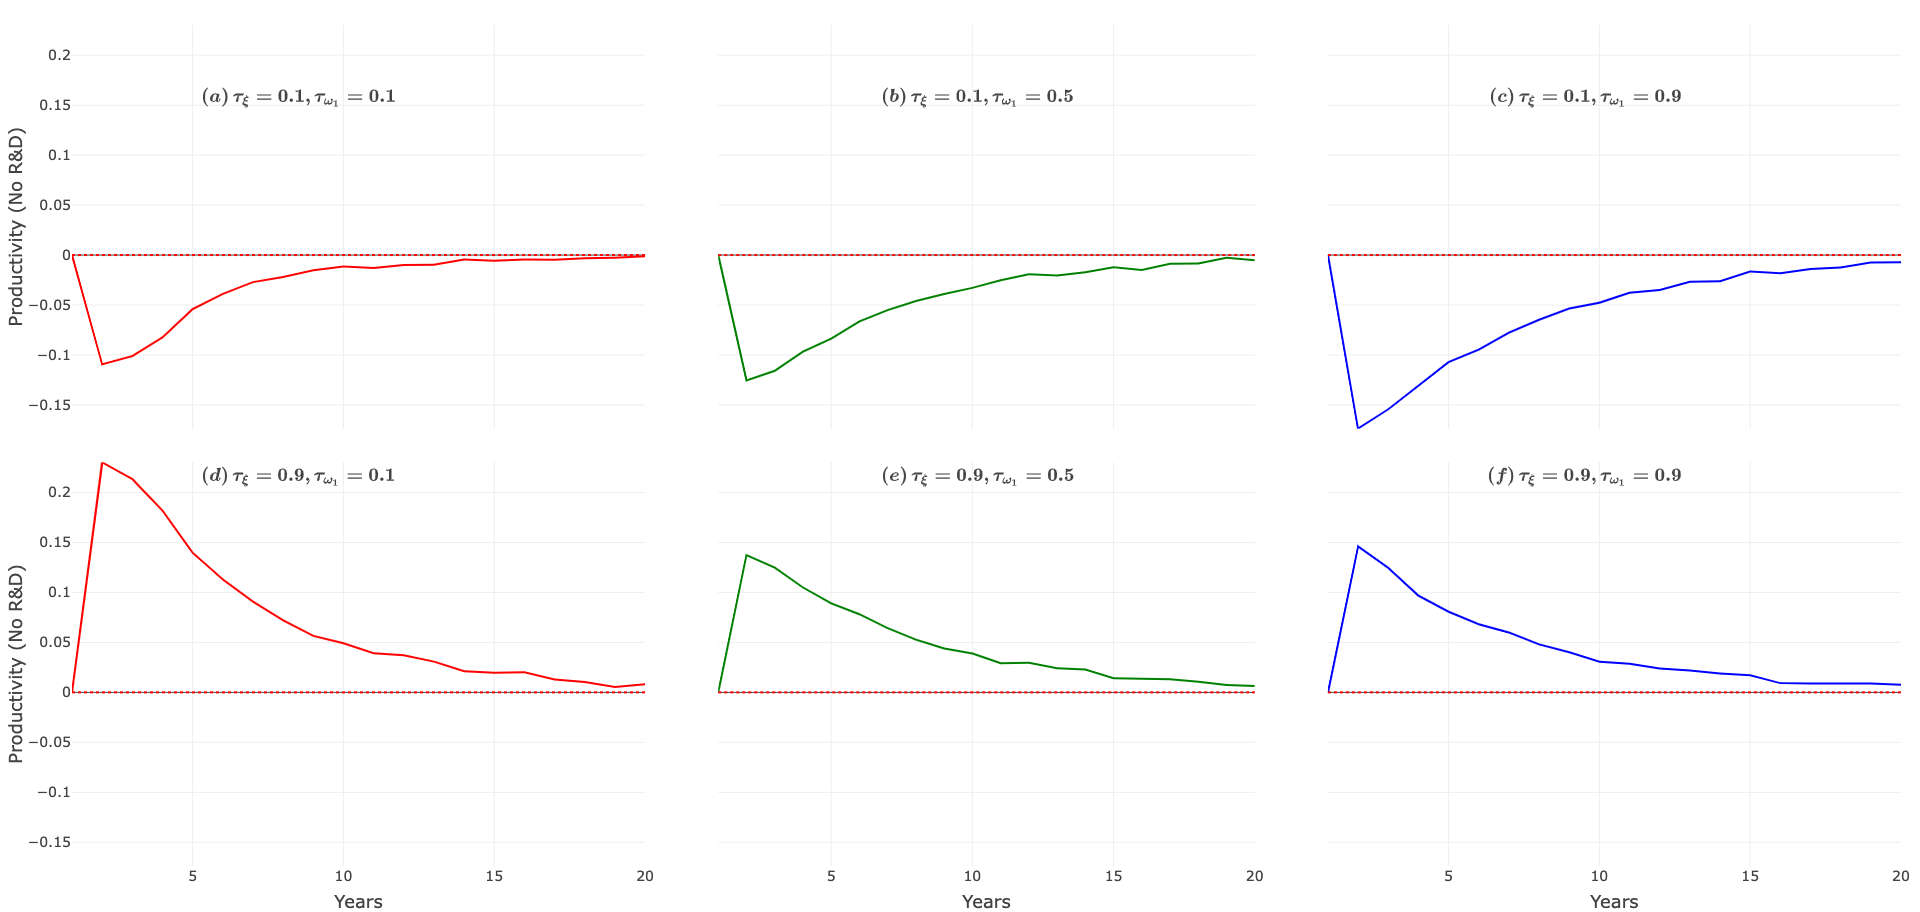 (a) τ_ξ = 0.1, τ_ω₁ = 0.1
(b) τ_ξ = 0.1, τ_ω₁ = 0.5
(c) τ_ξ = 0.1, τ_ω₁ = 0.9
Productivity (No R&D)
0.2
0.15
0.1
0.05
0
−0.05
−0.1
−0.15
(d) τ_ξ = 0.9, τ_ω₁ = 0.1
(e) τ_ξ = 0.9, τ_ω₁ = 0.5
(f) τ_ξ = 0.9, τ_ω₁ = 0.9
Productivity (No R&D)
0.2
0.15
0.1
0.05
0
−0.05
−0.1
−0.15
5 10 15 20
5 10 15 20
5 10 15 20
Years
Years
Years